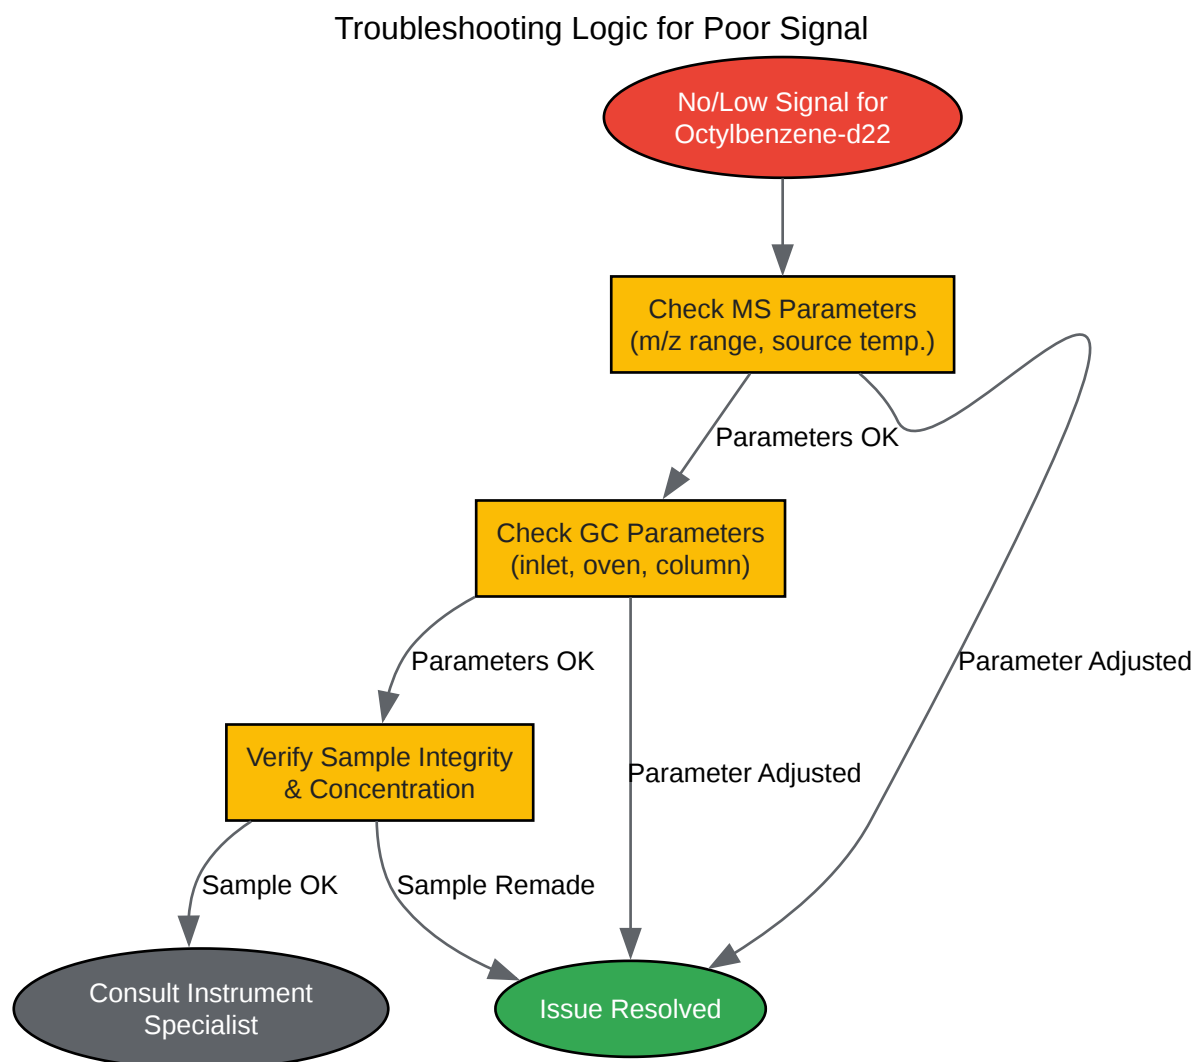 Troubleshooting Logic for Poor Signal
No/Low Signal for
Octylbenzene-d22
Check MS Parameters
(m/z range, source temp.)
Parameters OK
Check GC Parameters
(inlet, oven, column)
Parameters OK
Parameter Adjusted
Verify Sample Integrity
& Concentration
Parameter Adjusted
Sample OK
Sample Remade
Consult Instrument
Specialist
Issue Resolved